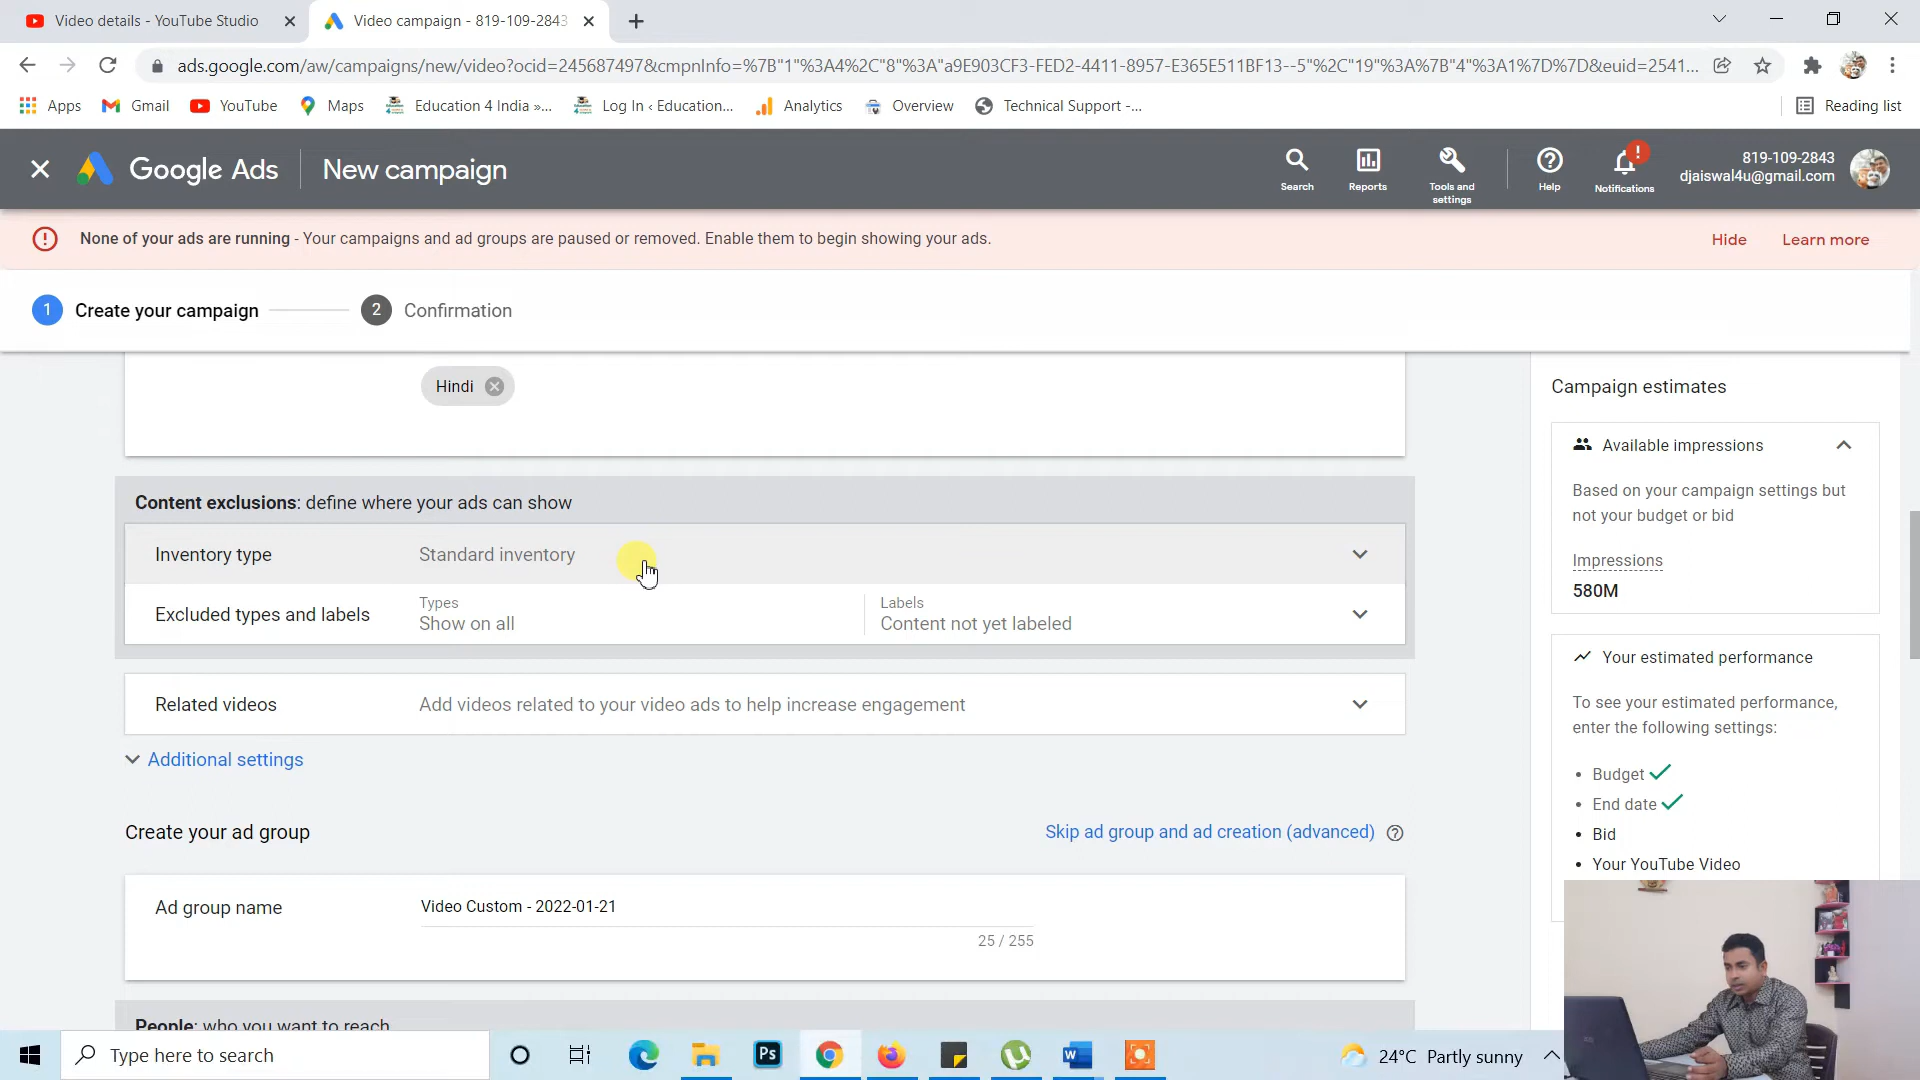 Video details - YouTube Studio
Video campaign - 819-109-2843
ads.google.com/aw/campaigns/new/video?ocid=245687497&cmpnInfo=%7B"1"%3A4%2C"8"%3A"a9E903CF3-FED2-4411-8957-E365E511BF13--5"%2C"19"%3A%7B"4"%3A1%7D%7D&euid=2541...
Apps
Gmail
YouTube
Maps
Education 4 India »...
Log In ‹ Education...
Analytics
Overview
Technical Support -...
Reading list
Google Ads
New campaign
Search
Reports
Tools and settings
Help
Notifications
819-109-2843
djaiswal4u@gmail.com
None of your ads are running - Your campaigns and ad groups are paused or removed. Enable them to begin showing your ads.
Hide
Learn more
1 Create your campaign
2 Confirmation
Hindi
Content exclusions: define where your ads can show
Inventory type
Standard inventory
Excluded types and labels
Types
Show on all
Labels
Content not yet labeled
Related videos
Add videos related to your video ads to help increase engagement
Additional settings
Create your ad group
Skip ad group and ad creation (advanced)
Ad group name
Video Custom - 2022-01-21
25 / 255
People: who you want to reach
Campaign estimates
Available impressions
Based on your campaign settings but
not your budget or bid
Impressions
580M
Your estimated performance
To see your estimated performance,
enter the following settings:
• Budget
• End date
• Bid
• Your YouTube Video
Type here to search
Ps
W
24°C Partly sunny